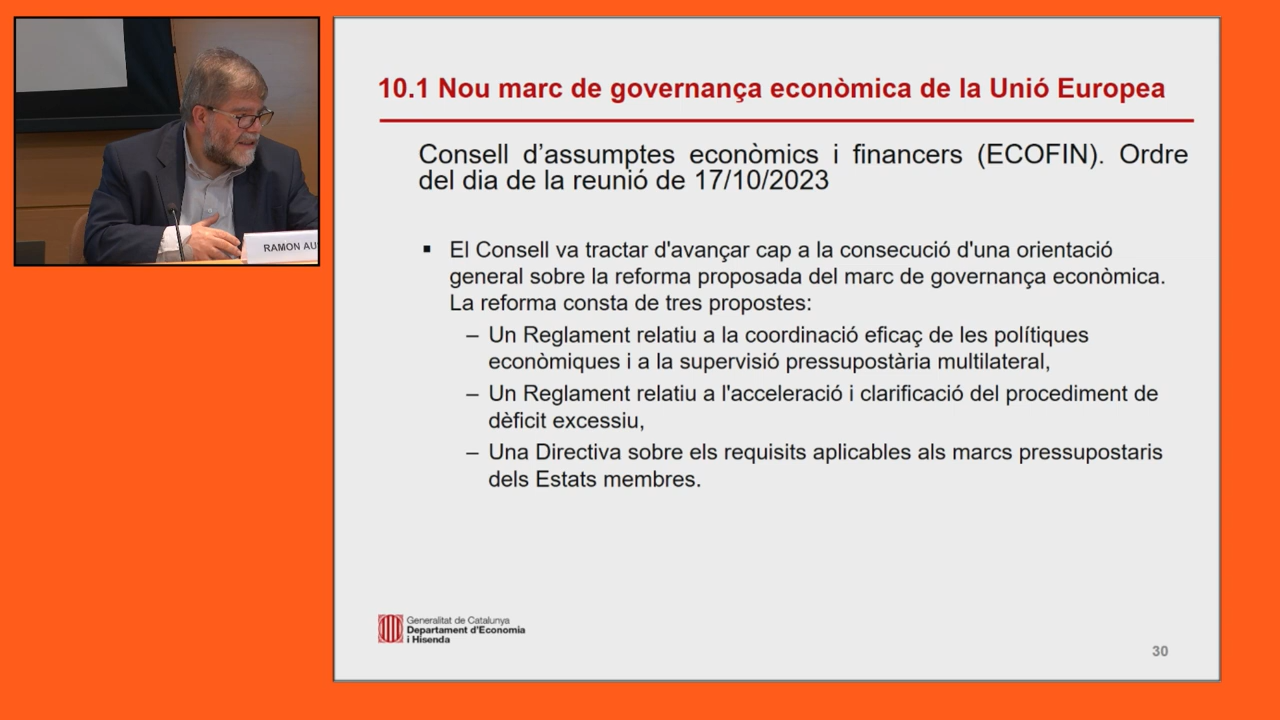 RAMON AU
10.1 Nou marc de governança econòmica de la Unió Europea
Consell d'assumptes econòmics i financers (ECOFIN). Ordre
del dia de la reunió de 17/10/2023
▪ El Consell va tractar d'avançar cap a la consecució d'una orientació
general sobre la reforma proposada del marc de governança econòmica.
La reforma consta de tres propostes:
– Un Reglament relatiu a la coordinació eficaç de les polítiques
econòmiques i a la supervisió pressupostària multilateral,
– Un Reglament relatiu a l'acceleració i clarificació del procediment de
dèficit excessiu,
– Una Directiva sobre els requisits aplicables als marcs pressupostaris
dels Estats membres.
Generalitat de Catalunya
Departament d'Economia
i Hisenda
30